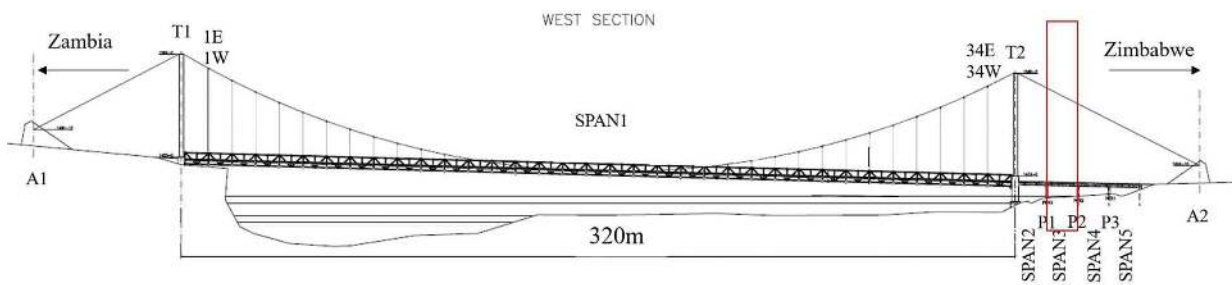 WEST SECTION
Zambia
T1
1E
1W
SPAN1
34E
34W
T2
Zimbabwe
A1
A2
320m
P1
P2
P3
SPAN2
SPAN3
SPAN4
SPAN5